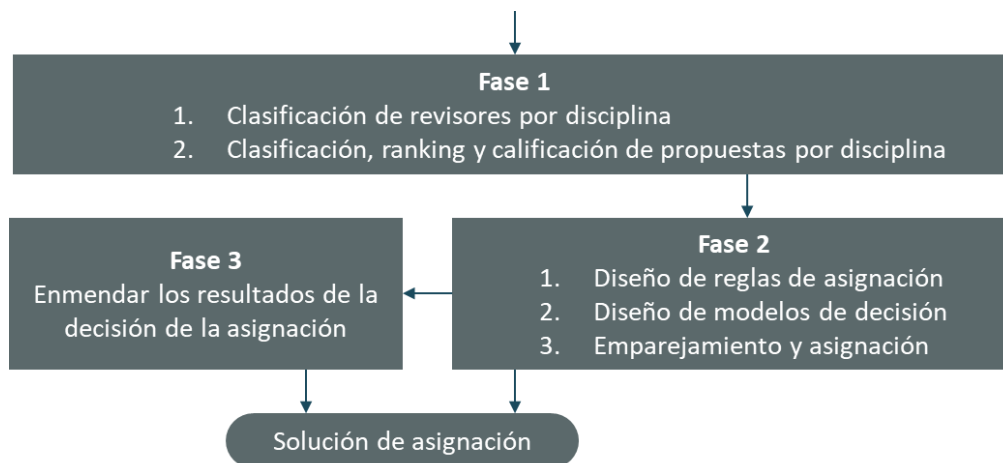 Fase 1
1. Clasificación de revisores por disciplina
2. Clasificación, ranking y calificación de propuestas por disciplina
Fase 3
Enmendar los resultados de la
decisión de la asignación
Fase 2
1. Diseño de reglas de asignación
2. Diseño de modelos de decisión
3. Emparejamiento y asignación
Solución de asignación